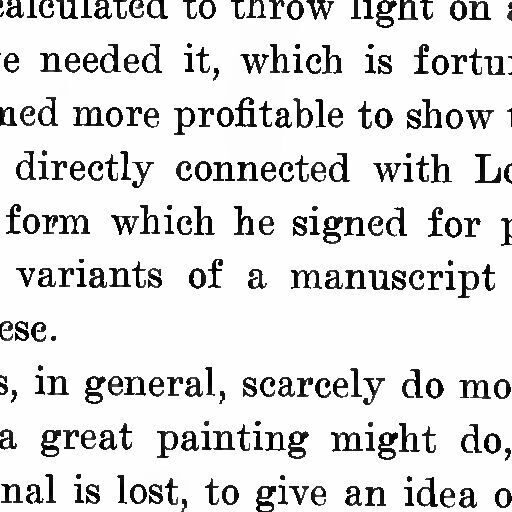 calculated to throw light on a
e needed it, which is fortu
ned more profitable to show
directly connected with Lo
form which he signed for p
variants of a manuscript
ese.
s, in general, scarcely do mo
a great painting might do,
nal is lost, to give an idea o